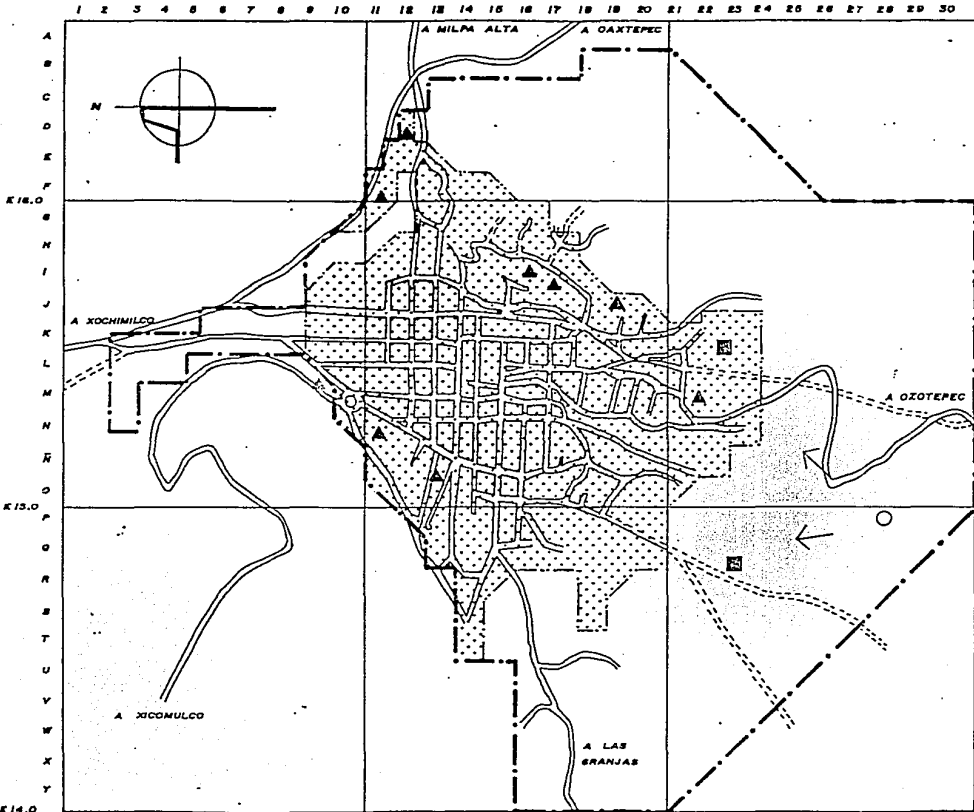 1 2 3 4 5 6 7 8 9 10 11 12 13 14 15 16 17 18 19 20 21 22 23 24 25 26 27 28 29 30
A
A MILPA ALTA
A OAXTEPEC
B
C
N
D
E
F
E 16.0
G
H
I
J
A XOCHIMILCO
K
L
M
A OZOTEPEC
N
Ñ
O
E 15.0
P
Q
R
S
T
U
V
A XICOMULCO
W
A LAS
GRANJAS
X
Y
E 14.0